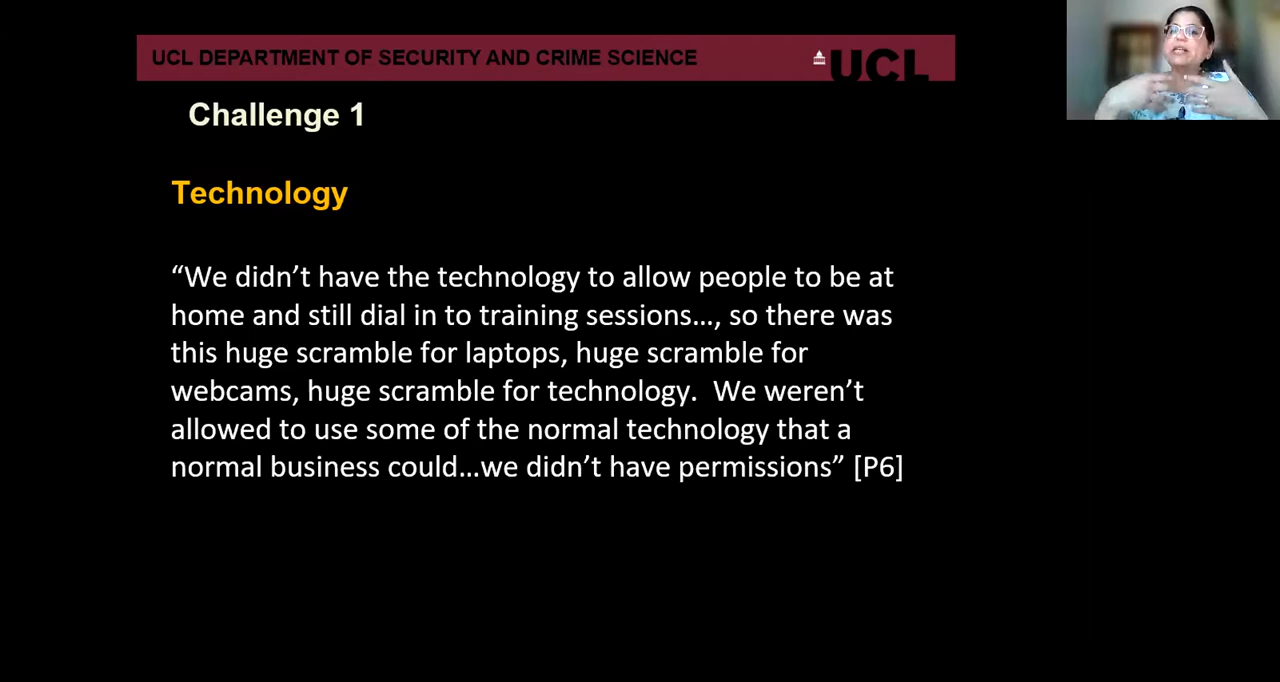 UCL DEPARTMENT OF SECURITY AND CRIME SCIENCE
UCL
Challenge 1
Technology
“We didn’t have the technology to allow people to be at
home and still dial in to training sessions…, so there was
this huge scramble for laptops, huge scramble for
webcams, huge scramble for technology.  We weren’t
allowed to use some of the normal technology that a
normal business could…we didn’t have permissions” [P6]